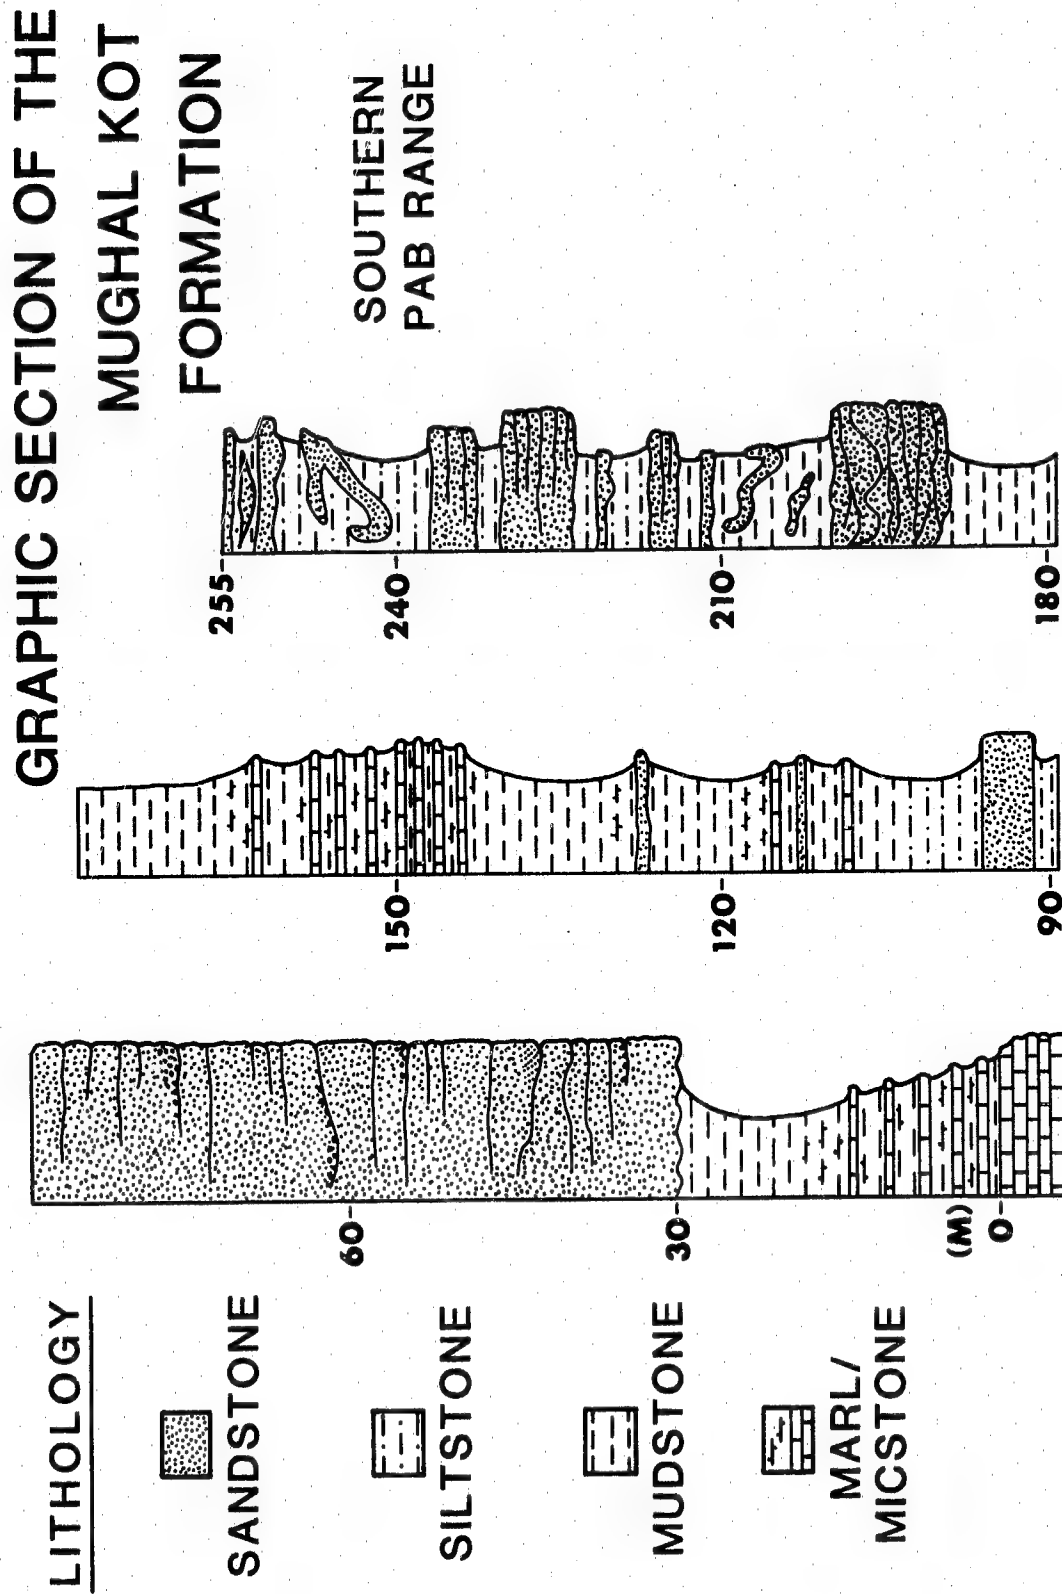 GRAPHIC SECTION OF THE
MUGHAL KOT
FORMATION
SOUTHERN
PAB RANGE
LITHOLOGY
SANDSTONE
SILTSTONE
MUDSTONE
MARL/
MICSTONE
60-
30-
(M)
0-
150-
120-
90-
255-
240-
210-
180-